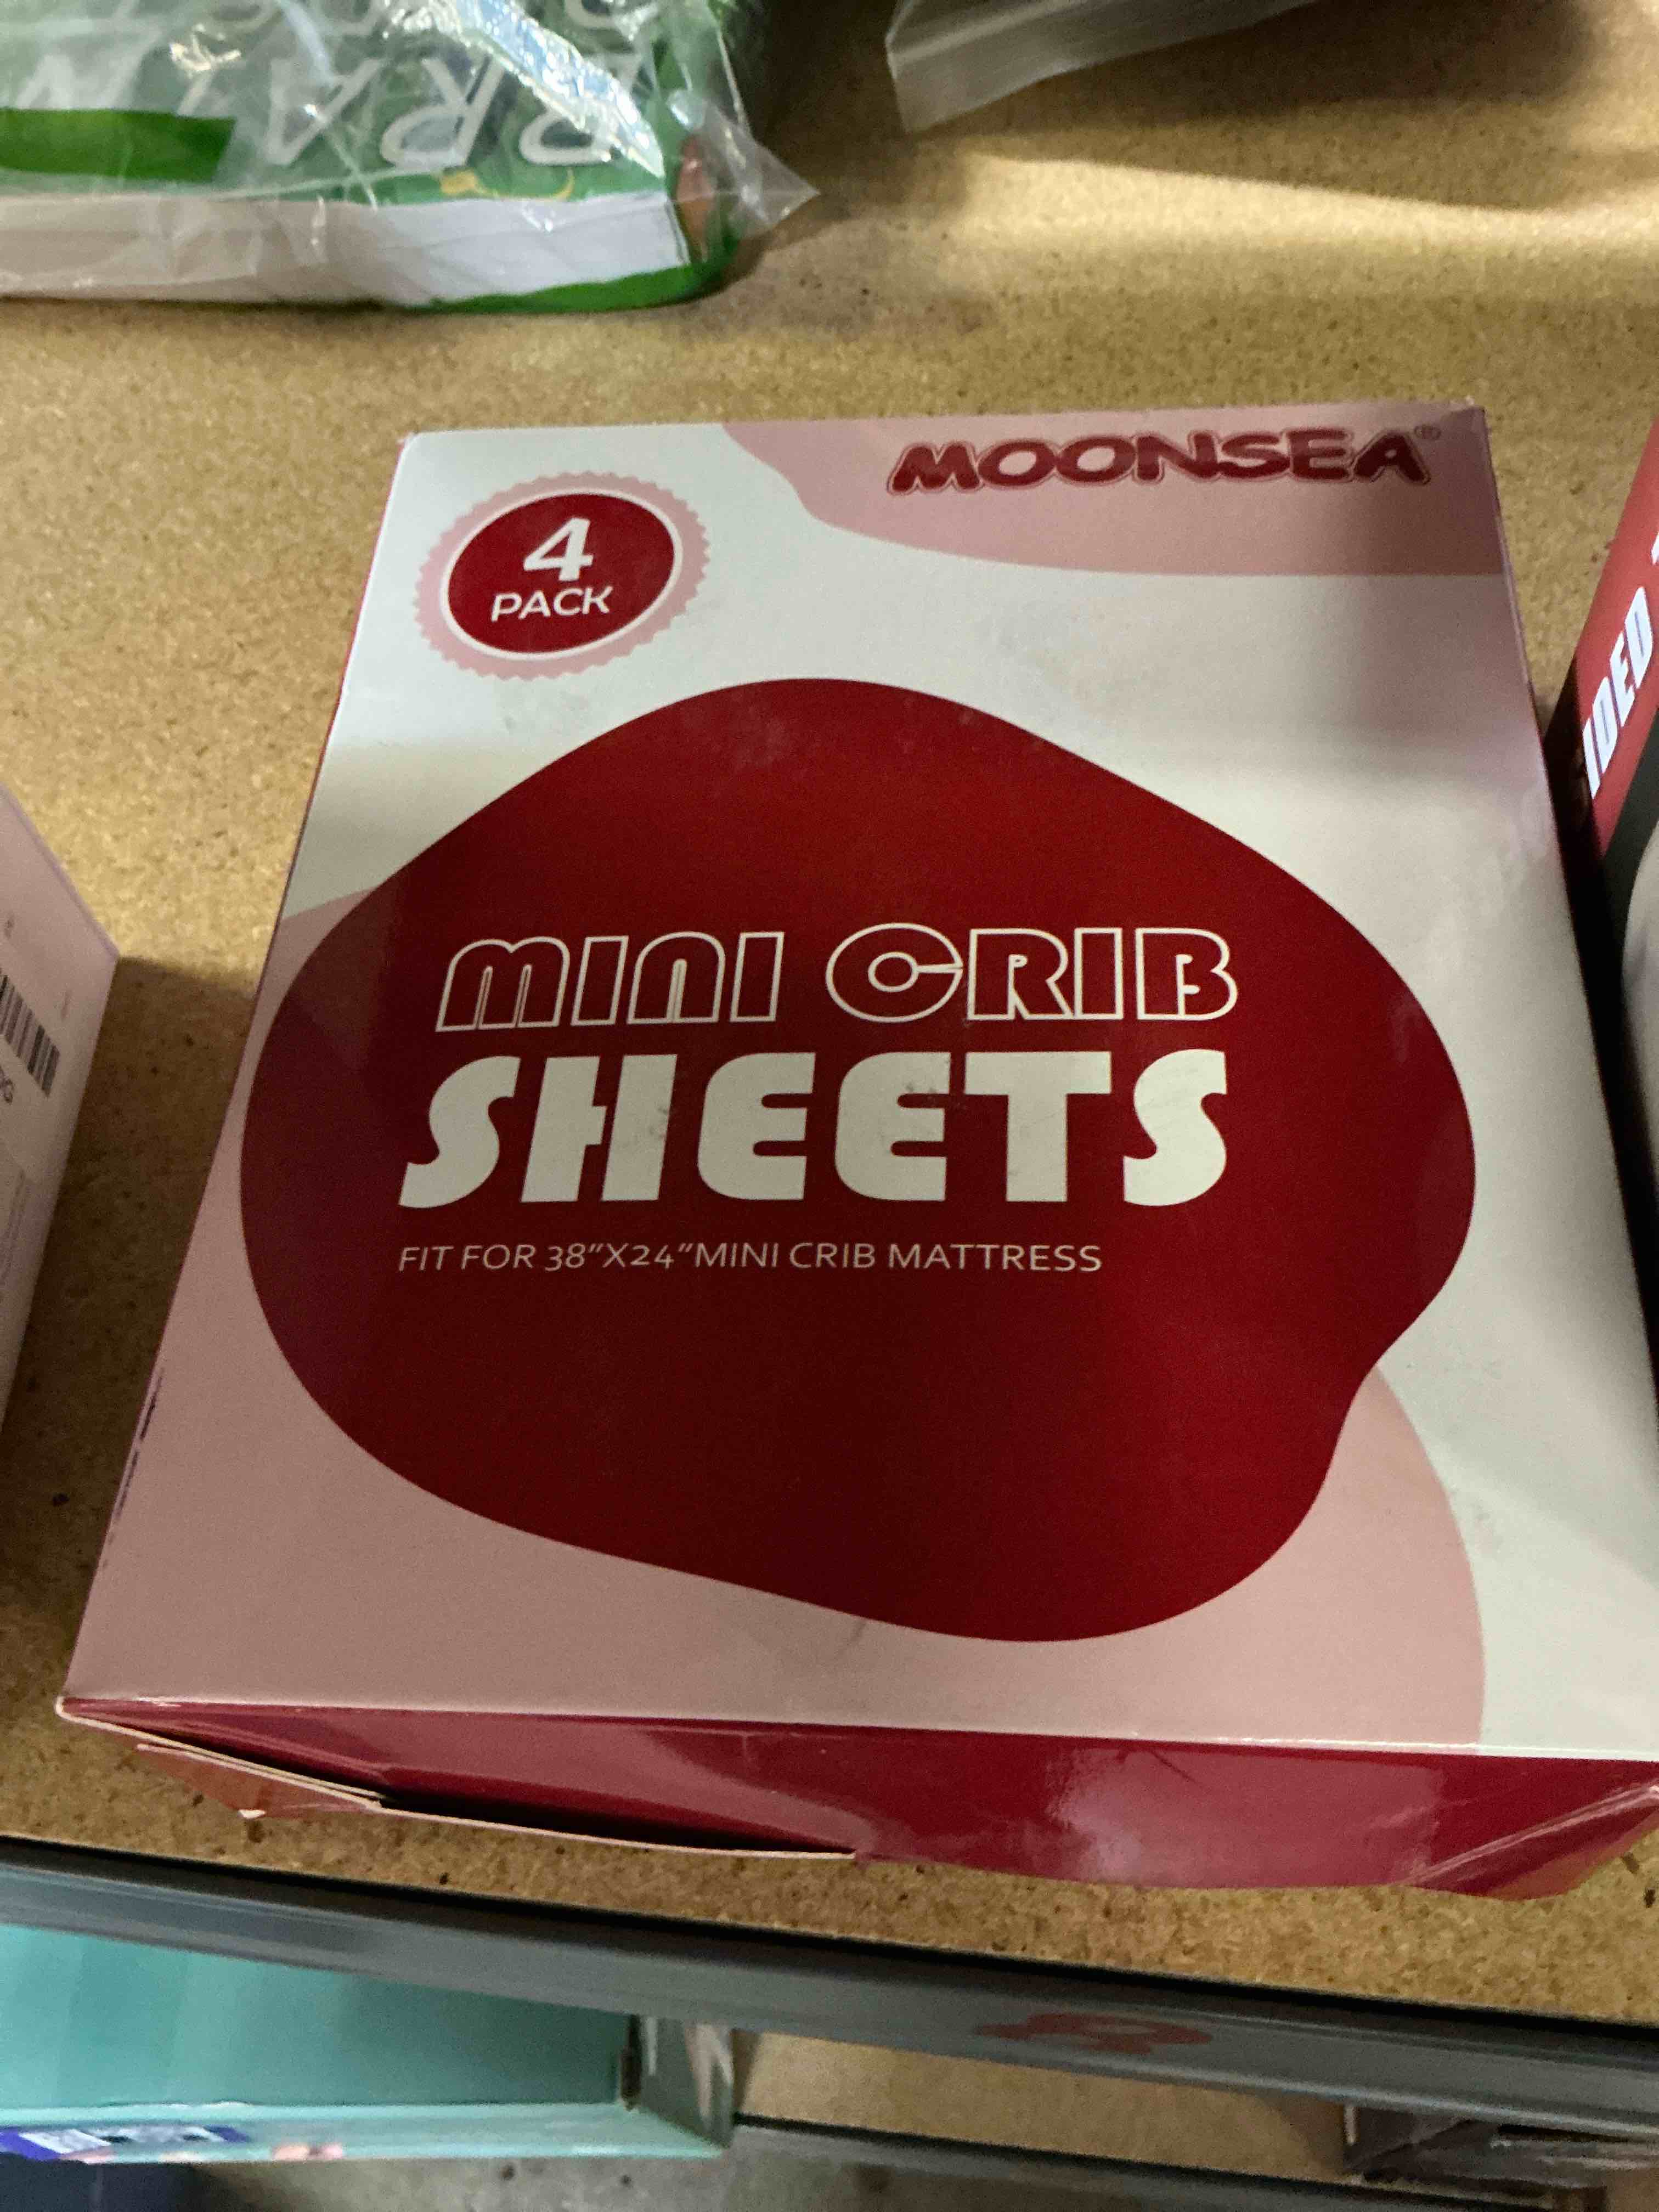 MOONSEA®
4
PACK
MINI CRIB
SHEETS
FIT FOR 38"X24"MINI CRIB MATTRESS